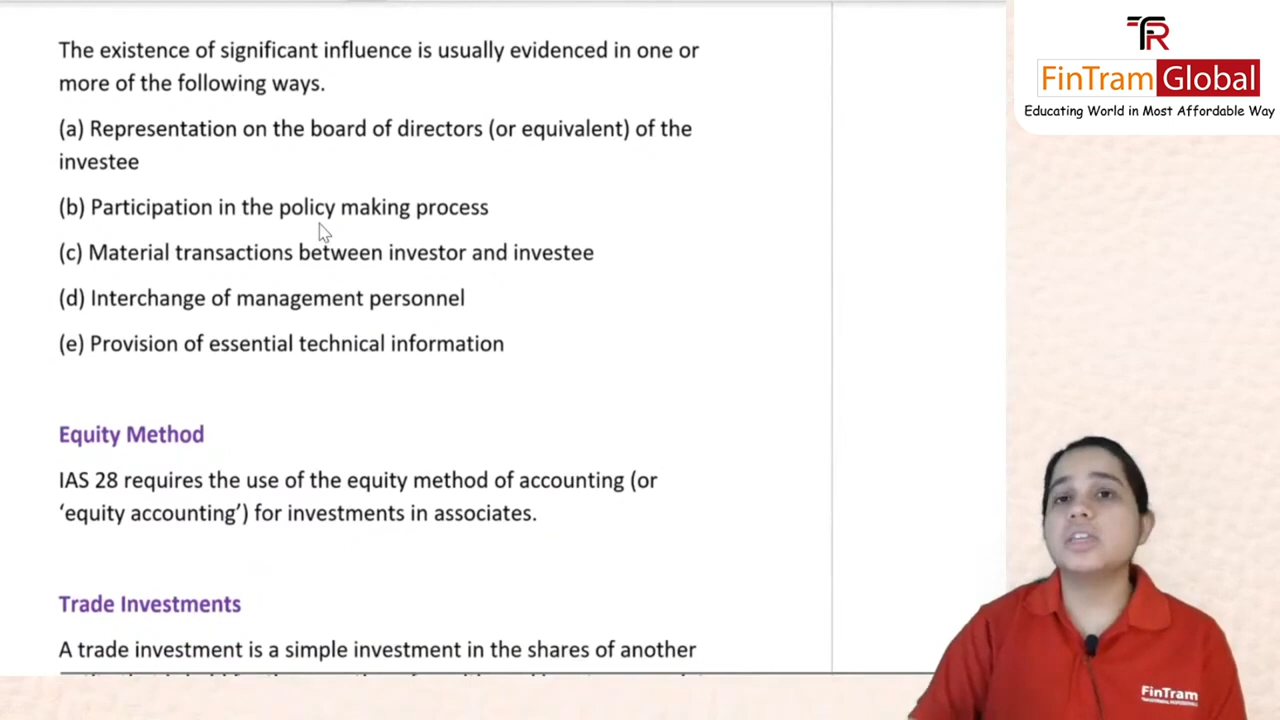 The existence of significant influence is usually evidenced in one or
more of the following ways.
(a) Representation on the board of directors (or equivalent) of the
investee
(b) Participation in the policy making process
(c) Material transactions between investor and investee
(d) Interchange of management personnel
(e) Provision of essential technical information
Equity Method
IAS 28 requires the use of the equity method of accounting (or
‘equity accounting’) for investments in associates.
Trade Investments
A trade investment is a simple investment in the shares of another
FinTram Global
Educating World in Most Affordable Way
FinTram